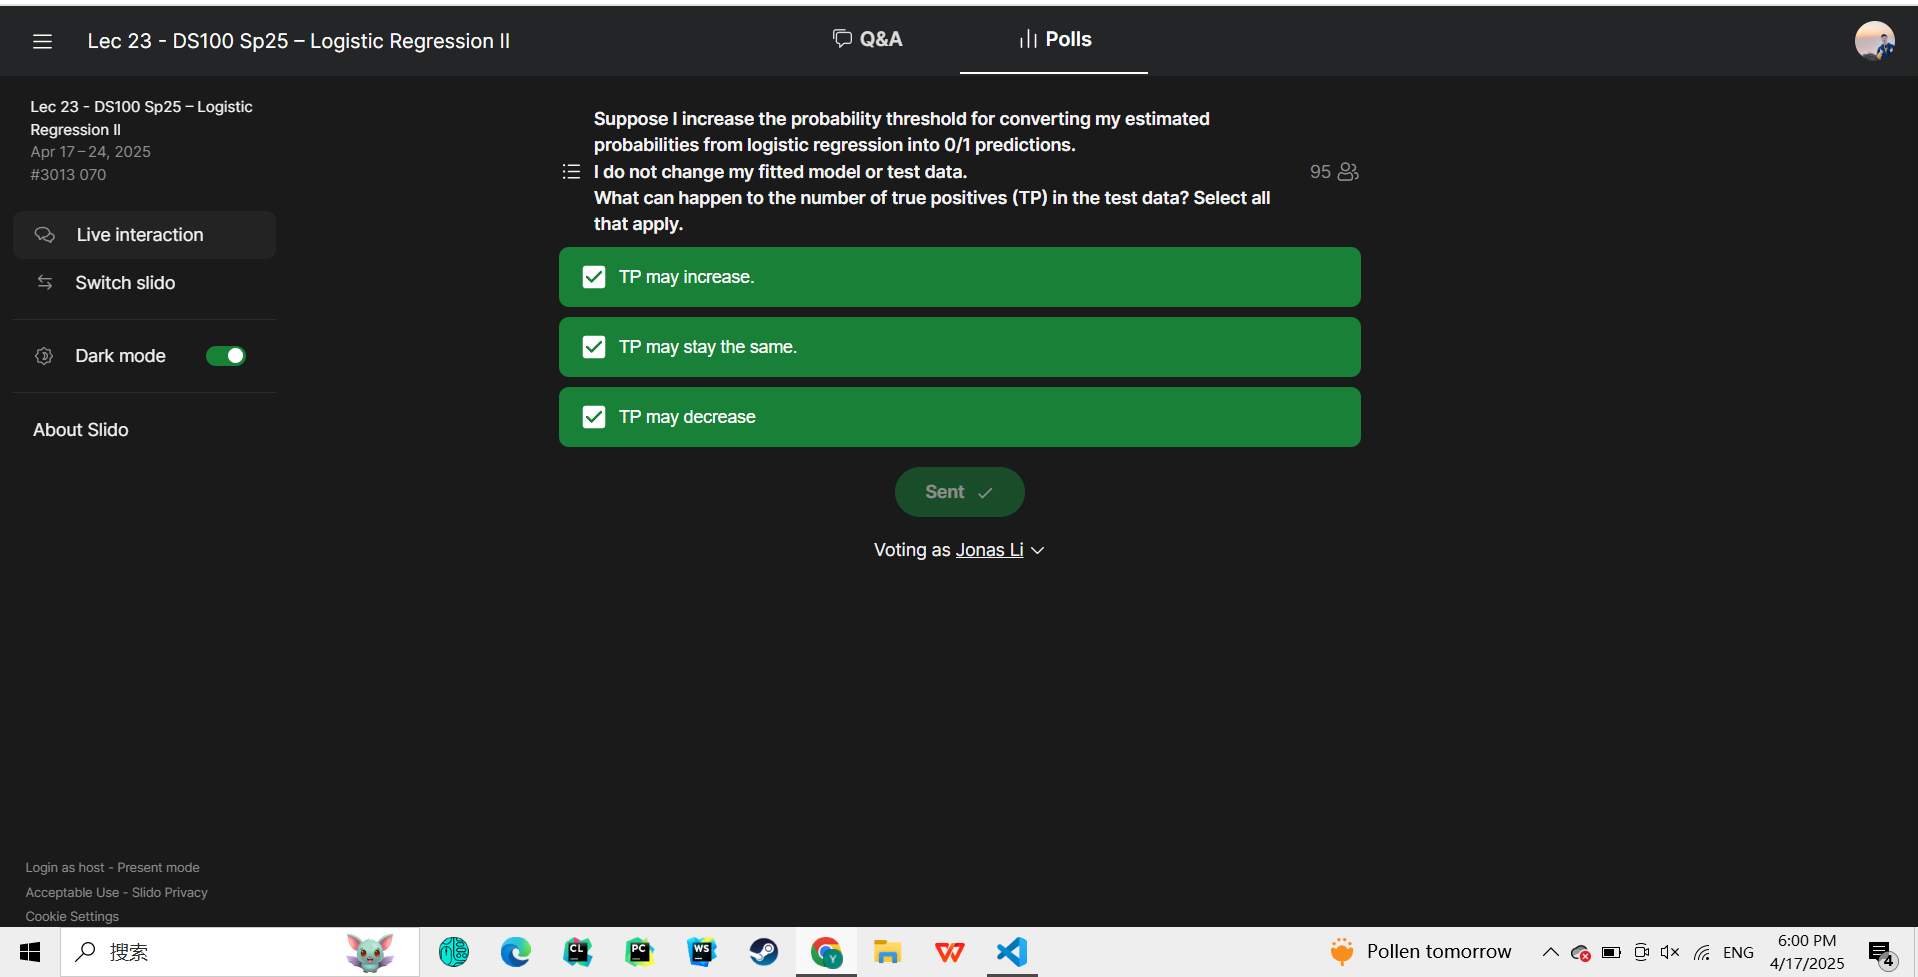 Lec 23 - DS100 Sp25 – Logistic Regression II
Q&A
Polls
Lec 23 - DS100 Sp25 – Logistic
Regression II
Apr 17 – 24, 2025
#3013 070
Live interaction
Switch slido
Dark mode
About Slido
Suppose I increase the probability threshold for converting my estimated
probabilities from logistic regression into 0/1 predictions.
I do not change my fitted model or test data.
What can happen to the number of true positives (TP) in the test data? Select all
that apply.
95
TP may increase.
TP may stay the same.
TP may decrease
Sent
Voting as Jonas Li
Login as host - Present mode
Acceptable Use - Slido Privacy
Cookie Settings
搜索
CL
PC
WS
Y
Pollen tomorrow
ENG
6:00 PM
4/17/2025
4